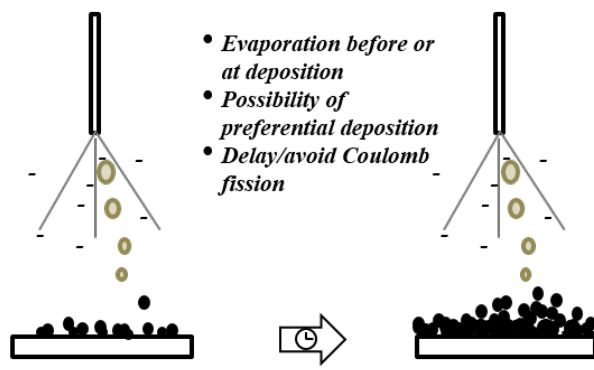 • Evaporation before or
at deposition
• Possibility of
preferential deposition
• Delay/avoid Coulomb
fission